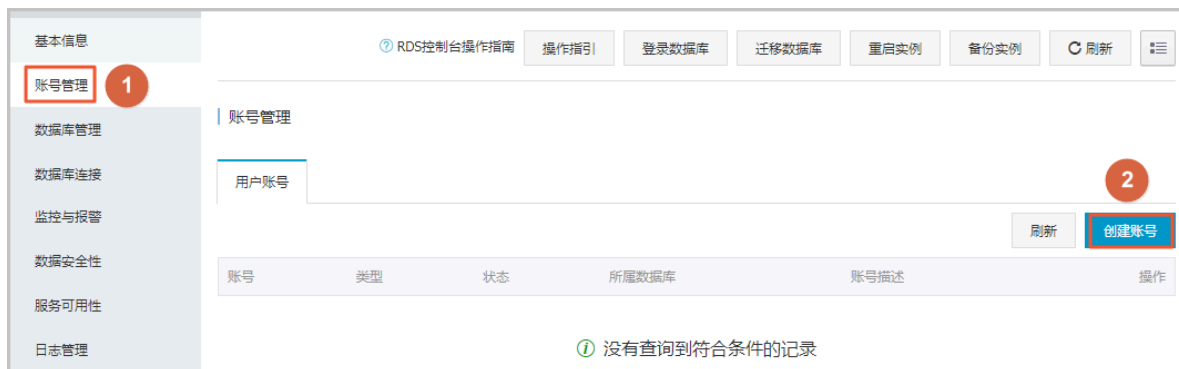 基本信息
账号管理
1
数据库管理
数据库连接
监控与报警
数据安全性
服务可用性
日志管理
? RDS控制台操作指南 操作指引 登录数据库 迁移数据库 重启实例 备份实例 刷新
账号管理
用户账号
2
刷新 创建账号
账号 类型 状态 所属数据库 账号描述 操作
i 没有查询到符合条件的记录